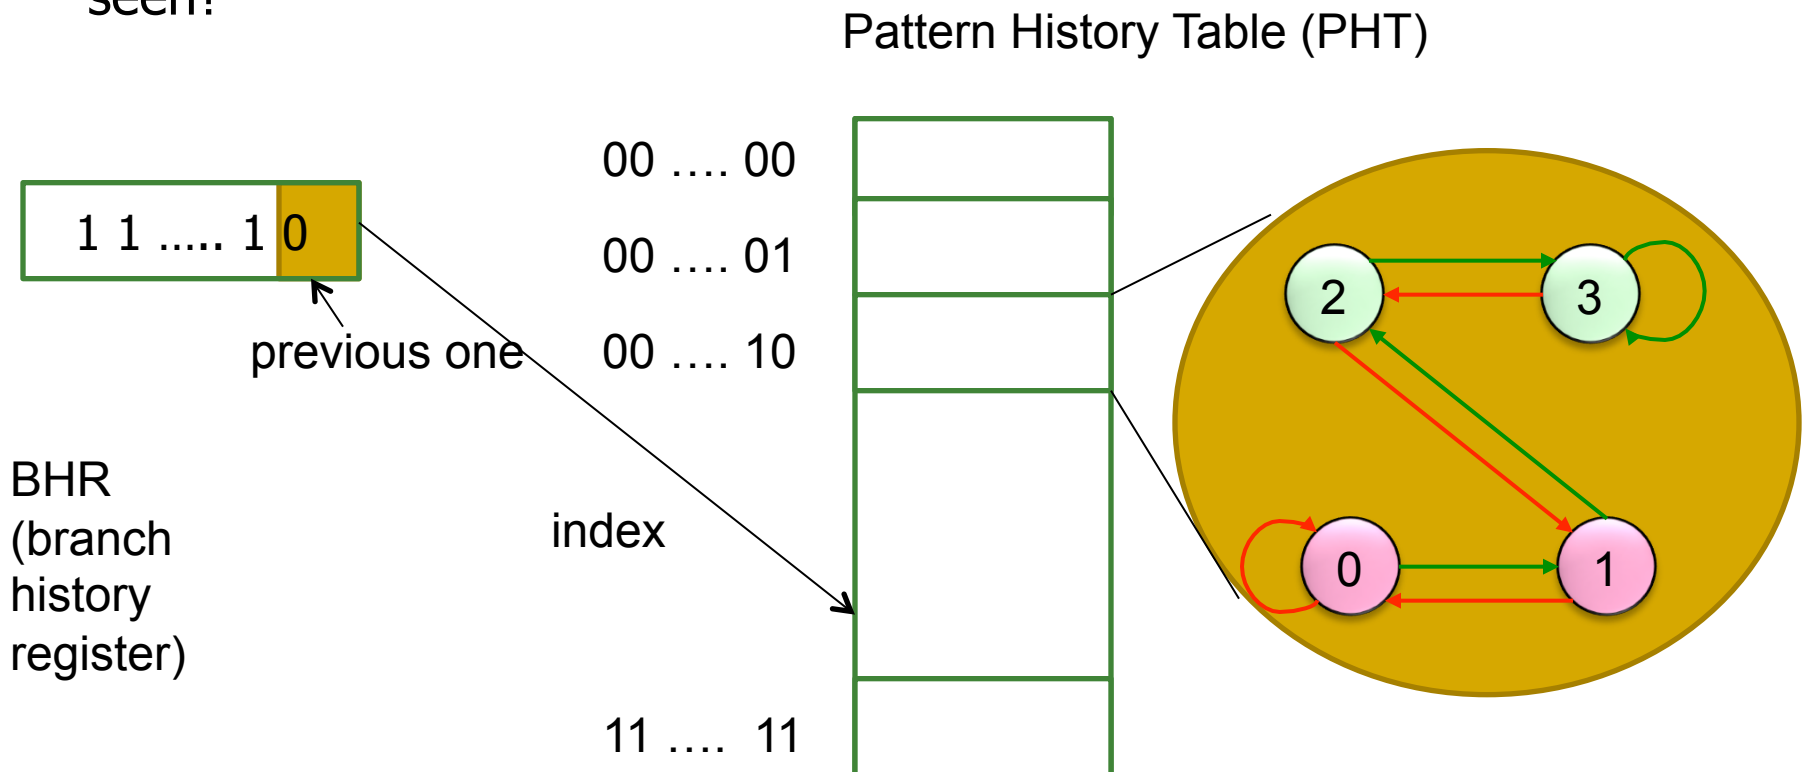 seen?
Pattern History Table (PHT)
00 .... 00
1 1 ..... 1 0
00 .... 01
previous one
00 .... 10
2
3
BHR
(branch
history
register)
index
0
1
11 .... 11